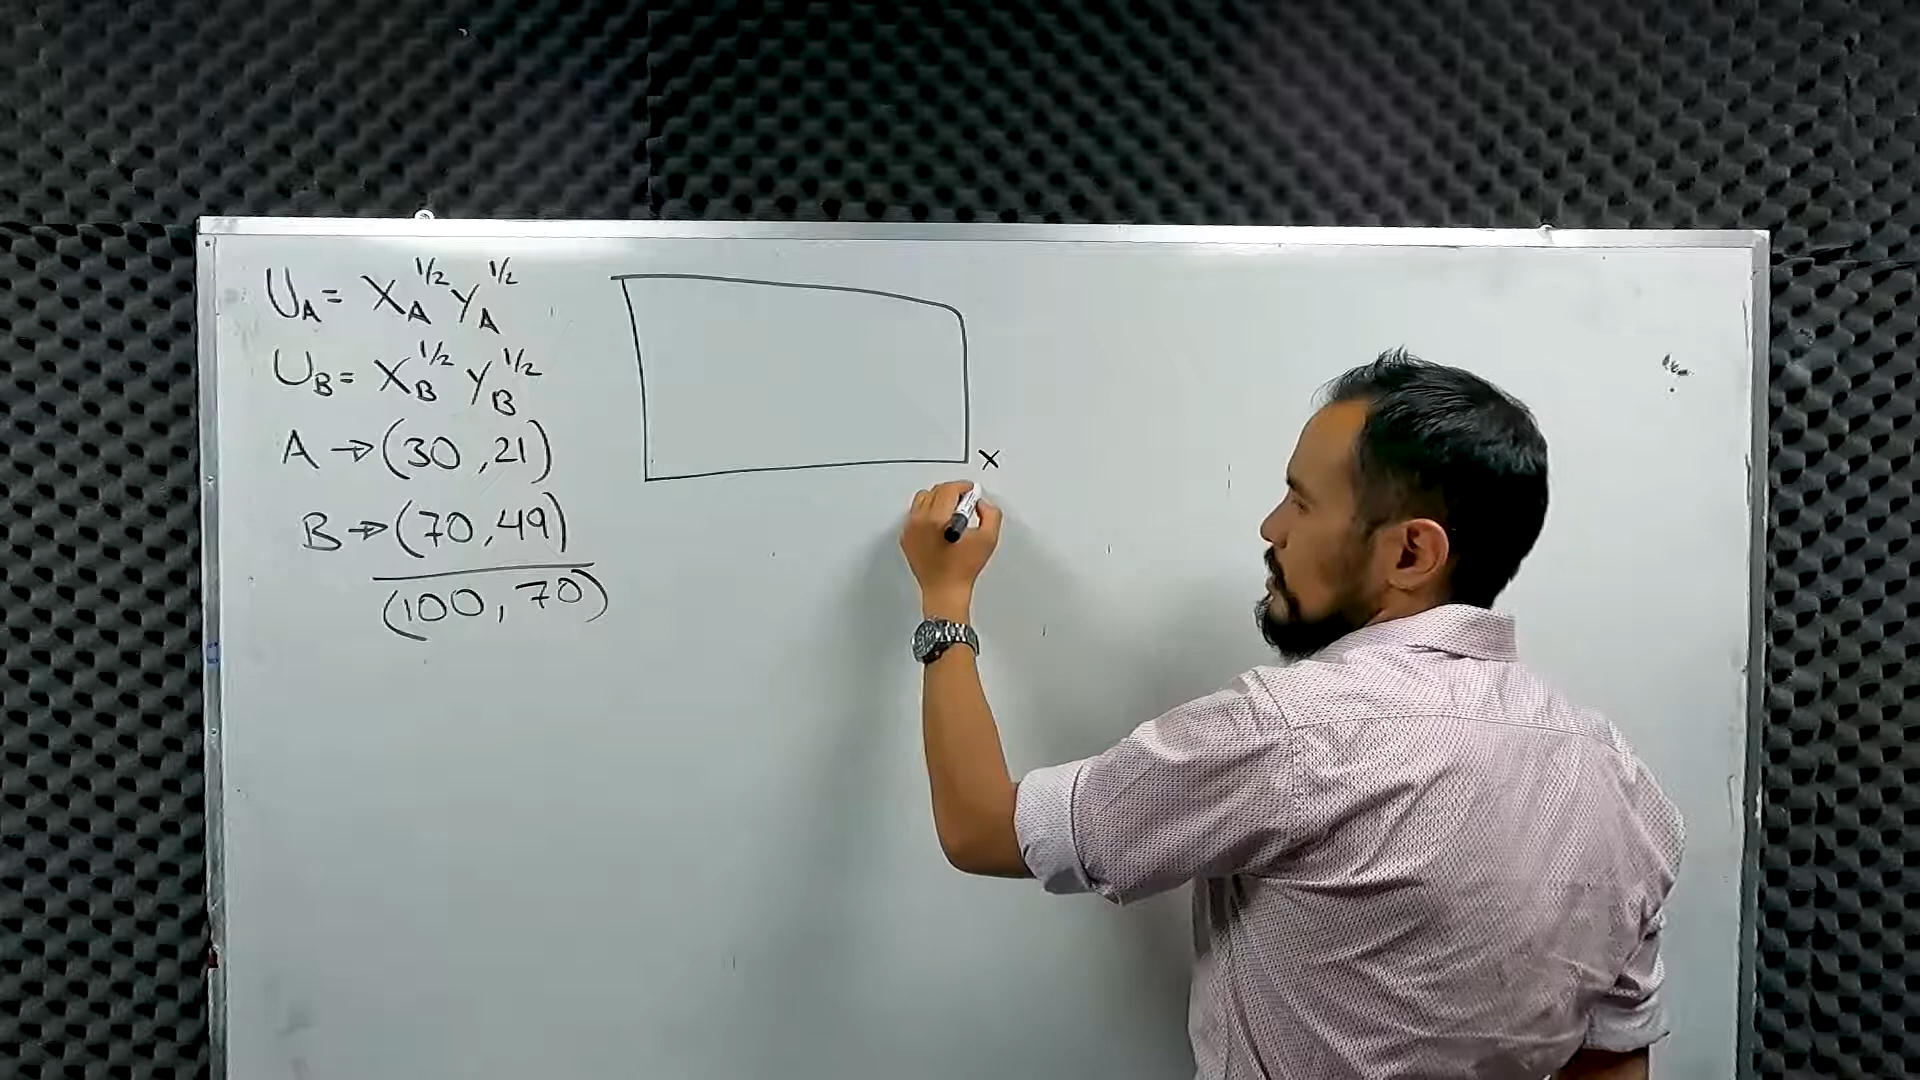 U_A = X_A^{1/2} Y_A^{1/2}
U_B = X_B^{1/2} Y_B^{1/2}
A → (30, 21)
B → (70, 49)
(100, 70)
x